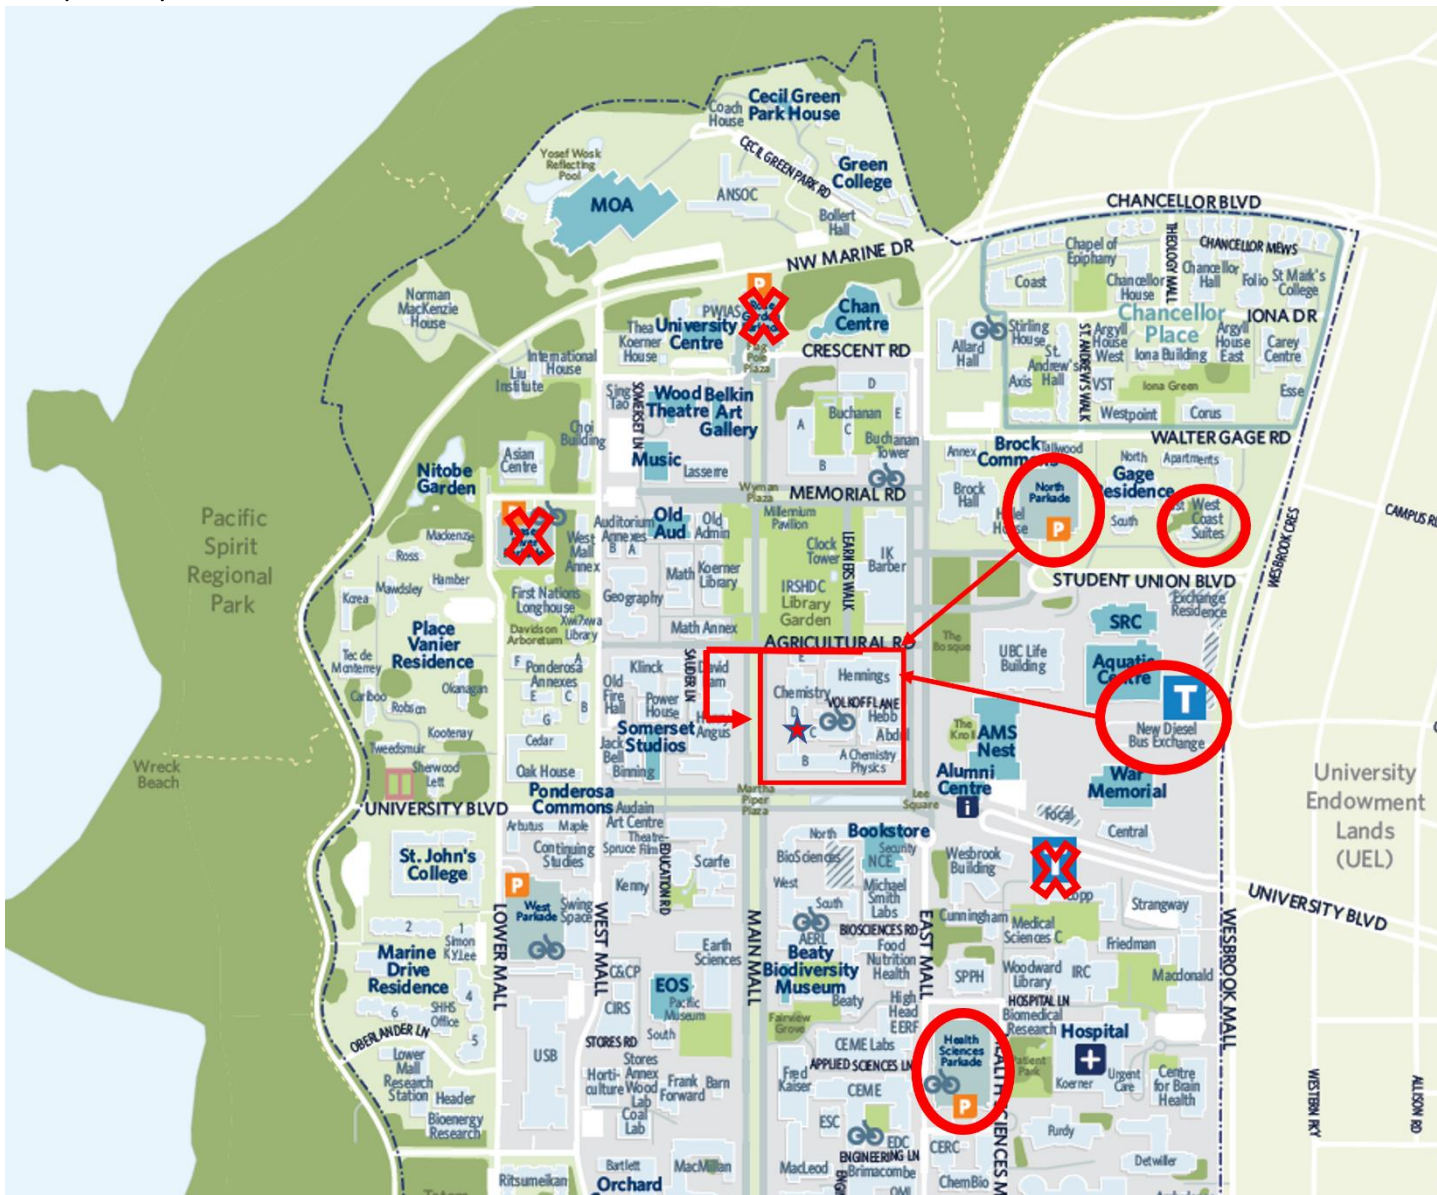 Cecil Green
Park House
Coach
House
CECIL GREEN PARK RD
Yosef Wosk
Reflecting
Pool
Green
College
ANSOC
MOA
Bollert
Hall
CHANCELLOR BLVD
NW MARINE DR
Chapel of
Epiphany
THEOLOGY MALL
CHANCELLOR MEWS
Coast
Chancellor
House
Chancellor
Hall
Folio
St Mark's
College
Norman
MacKenzie
House
P
PWIAS
Thea
Koerner
House
University
Centre
Flag
Pole
Plaza
Chan
Centre
CRESCENT RD
Chancellor
Place
IONA DR
Allard
Hall
Stirling
House
St.
Andrew's
Hall
ST. ANDREW'S WALK
Argyll
House
West
Iona Building
Argyll
House
East
Carey
Centre
International
House
Liu
Institute
Axis
VST
Iona Green
Esse
Westpoint
Corus
Sing
Tao
SOMERSET LN
Wood
Theatre
Belkin
Art
Gallery
D
Buchanan
A
C
E
B
Buchanan
Tower
Choi
Building
Music
Lasserre
Asian
Centre
Nitobe
Garden
WALTER GAGE RD
Annex
Brock
Commons
Tallwood
North
Apartments
Gage
Residence
Brock
Hall
North
Parkade
P
South
West
Coast
Suites
CAMPUS RD
Wyman
Plaza
MEMORIAL RD
Millennium
Pavilion
Auditorium
Annexes
B
A
Old
Aud
Old
Admin
West
Mall
Annex
Clock
Tower
LEARNERS WALK
IK
Barber
WESBROOK CRES
Pacific
Spirit
Regional
Park
Mackenzie
Ross
Hamber
Mawdsley
Korea
First Nations
Longhouse
Geography
Math
Koerner
Library
IRSHDC
Library
Garden
STUDENT UNION BLVD
Exchange
Residence
Xwi7xwa
Library
Davidson
Arboretum
Math Annex
AGRICULTURAL RD
The
Bosque
UBC Life
Building
SRC
Aquatic
Centre
Place
Vanier
Residence
Tec de
Monterrey
F
Ponderosa
Annexes
A
E
C
B
G
Klinck
SAUDER LN
David
Lam
E
Hennings
Chemistry
VOLKOFF LANE
D
C
Hebb
B
A Chemistry
Physics
Cariboo
Okanagan
Robson
Old
Fire
Hall
Power
House
Angus
T
New Diesel
Bus Exchange
Kootenay
Tweedsmuir
Sherwood
Lett
Cedar
Oak House
Jack
Bell
Somerset
Studios
Binning
The
Knoll
AMS
Nest
Alumni
Centre
i
War
Memorial
Wreck
Beach
UNIVERSITY BLVD
Ponderosa
Commons
Martha
Piper
Plaza
Lee
Square
Central
University
Endowment
Lands
(UEL)
Arbutus
Maple
Audain
Art Centre
Theatre-
Film
Spruce
Continuing
Studies
EDUCATION RD
Scarfe
North
BioSciences
West
South
Bookstore
Security
NCE
Wesbrook
Building
St. John's
College
P
West
Parkade
Swing
Space
Kenny
Michael
Smith
Labs
Strangway
UNIVERSITY BLVD
LOWER MALL
WEST MALL
MAIN MALL
EAST MALL
WESBROOK MALL
2
1
Simon
K.Y.Lee
Marine
Drive
Residence
4
SHHS
Office
6
5
AERL
BIOSCIENCES RD
Cunningham
Medical
Sciences C
Friedman
Earth
Sciences
Beaty
Biodiversity
Museum
Food
Nutrition
Health
SPPH
Woodward
Library
IRC
Macdonald
C&CP
CIRS
EOS
Pacific
Museum
South
Beaty
HOSPITAL LN
High
Head
EERF
Biomedical
Research
Hospital
OBERLANDER LN
USB
STORES RD
Fairview
Grove
CEME Labs
Health
Sciences
Parkade
P
Patient
Park
Koerner
Urgent
Care
Centre
for Brain
Health
Lower
Mall
Research
Station
Header
Bioenergy
Research
Stores
Annex
Horti-
culture
Wood
Lab
Coal
Lab
Frank
Forward
Barn
Fred
Kaiser
APPLIED SCIENCES LN
CEME
ESC
EDC
ENGINEERING LN
Brimacombe
CERC
Purdy
Detwiller
WESTERN PKY
ALLISON RD
Ritsumeikan
Bartlett
Orchard
MacMillan
MacLeod
ChemBio